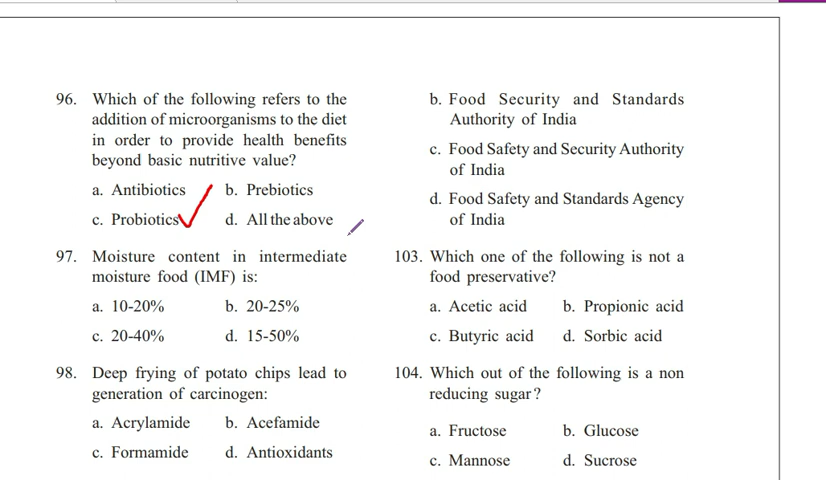 96. Which of the following refers to the
addition of microorganisms to the diet
in order to provide health benefits
beyond basic nutritive value?
a. Antibiotics b. Prebiotics
c. Probiotics d. All the above
97. Moisture content in intermediate
moisture food (IMF) is:
a. 10-20% b. 20-25%
c. 20-40% d. 15-50%
98. Deep frying of potato chips lead to
generation of carcinogen:
a. Acrylamide b. Acefamide
c. Formamide d. Antioxidants
b. Food Security and Standards
Authority of India
c. Food Safety and Security Authority
of India
d. Food Safety and Standards Agency
of India
103. Which one of the following is not a
food preservative?
a. Acetic acid b. Propionic acid
c. Butyric acid d. Sorbic acid
104. Which out of the following is a non
reducing sugar?
a. Fructose b. Glucose
c. Mannose d. Sucrose